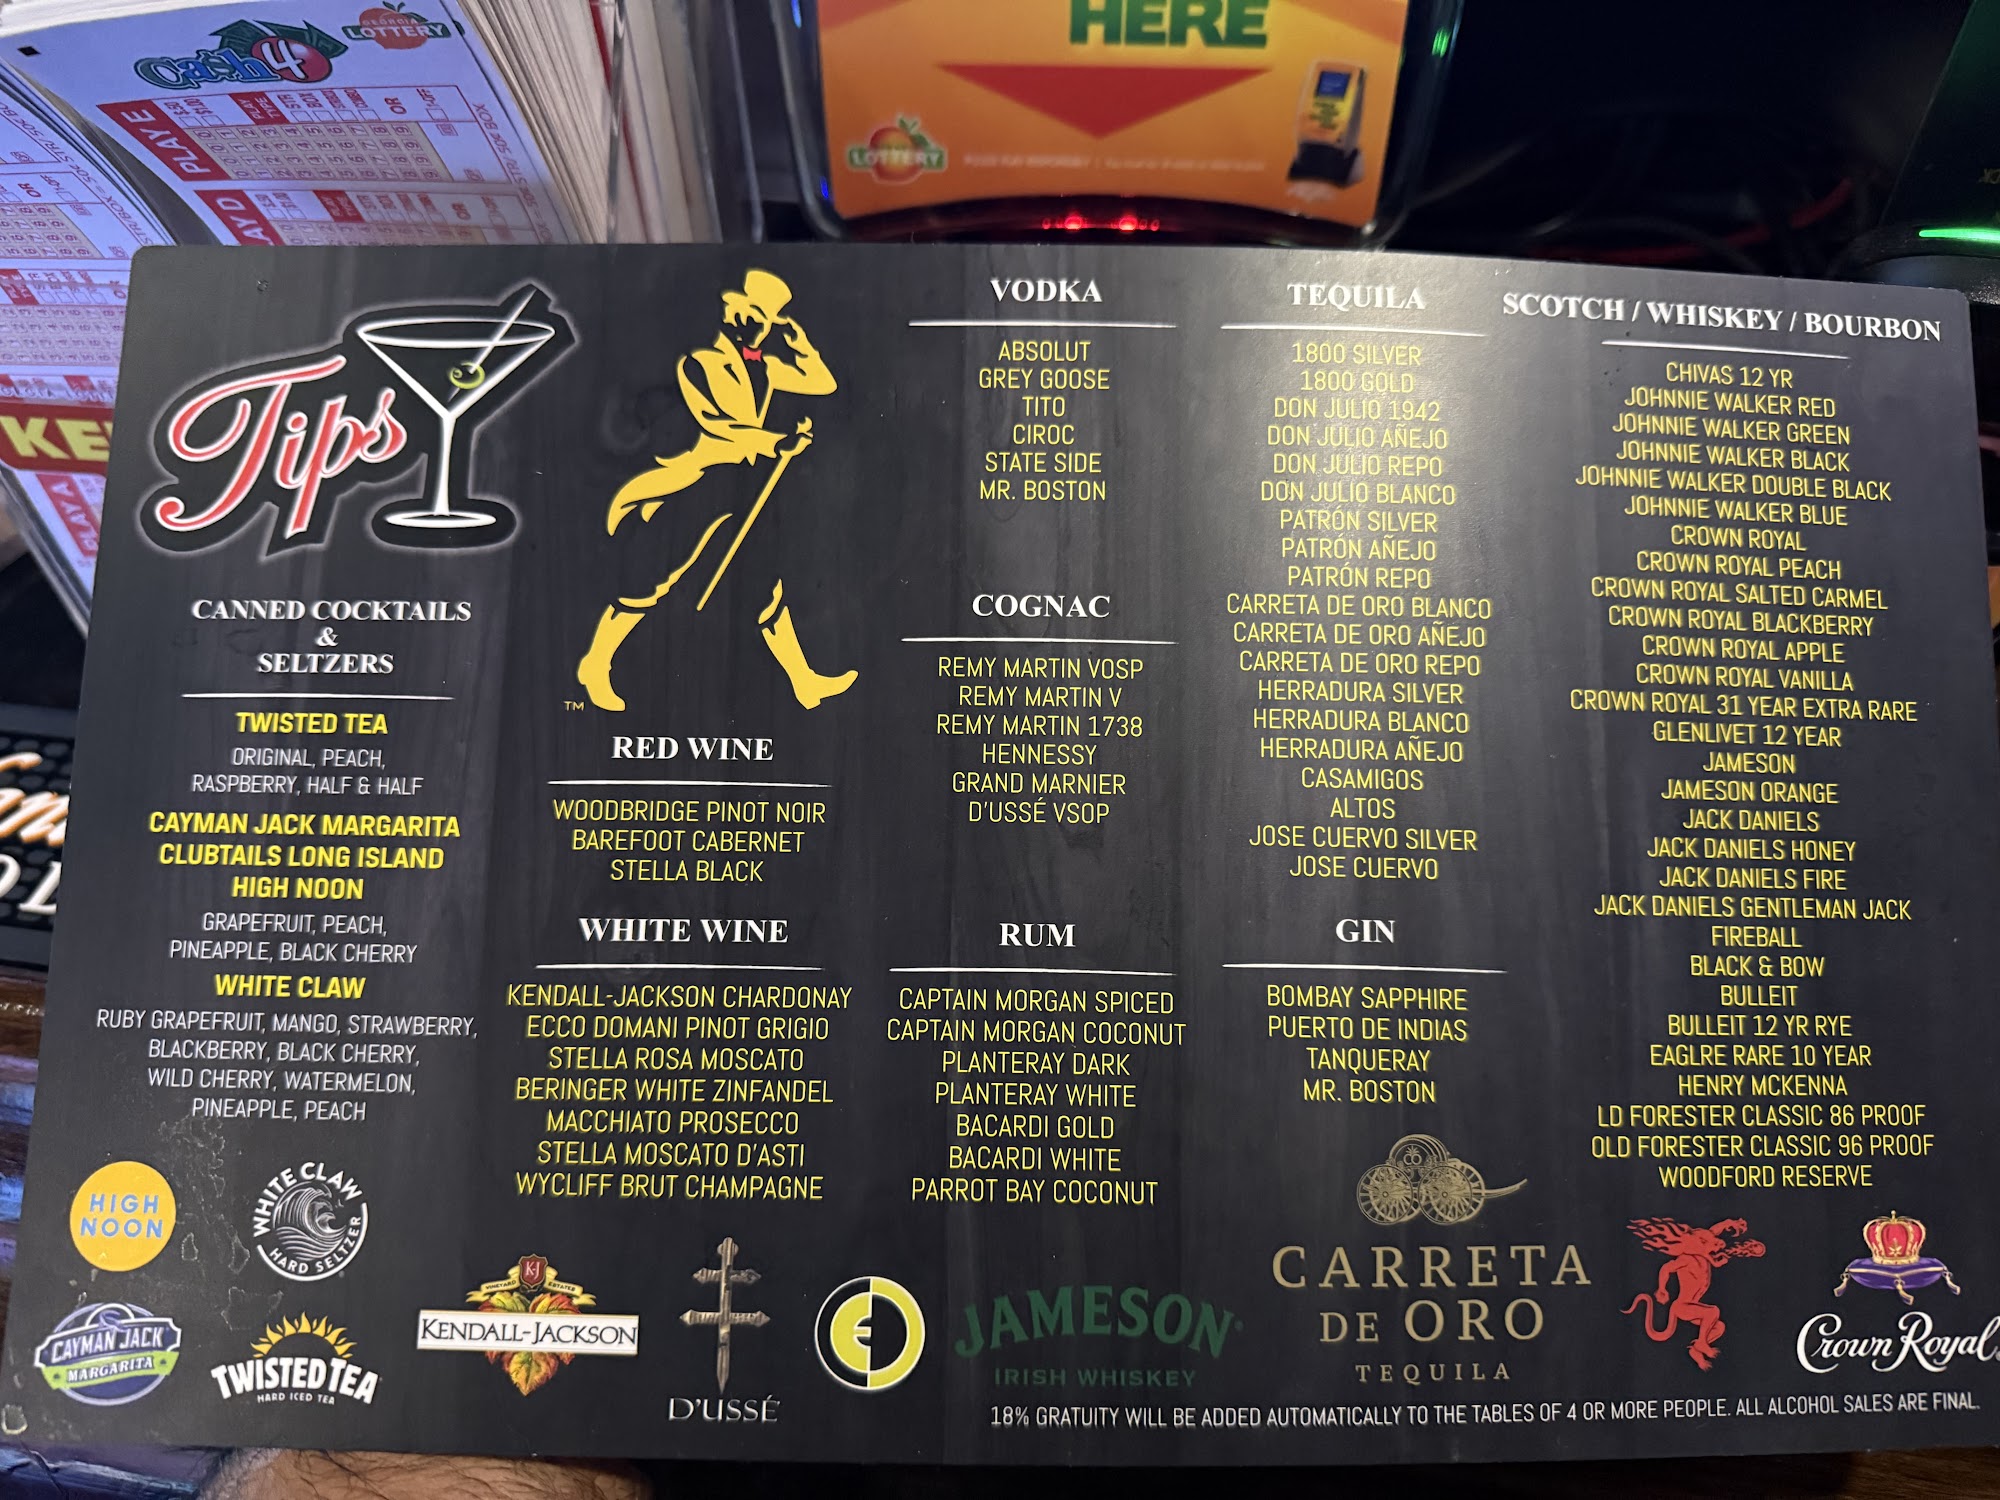 Cash 4
GEORGIA
LOTTERY
PLAY E
PLAY D
HERE
LOTTERY
KE
Tips
CANNED COCKTAILS
&
SELTZERS
TWISTED TEA
ORIGINAL, PEACH,
RASPBERRY, HALF & HALF
CAYMAN JACK MARGARITA
CLUBTAILS LONG ISLAND
HIGH NOON
GRAPEFRUIT, PEACH,
PINEAPPLE, BLACK CHERRY
WHITE CLAW
RUBY GRAPEFRUIT, MANGO, STRAWBERRY,
BLACKBERRY, BLACK CHERRY,
WILD CHERRY, WATERMELON,
PINEAPPLE, PEACH
TM
RED WINE
WOODBRIDGE PINOT NOIR
BAREFOOT CABERNET
STELLA BLACK
WHITE WINE
KENDALL-JACKSON CHARDONAY
ECCO DOMANI PINOT GRIGIO
STELLA ROSA MOSCATO
BERINGER WHITE ZINFANDEL
MACCHIATO PROSECCO
STELLA MOSCATO D'ASTI
WYCLIFF BRUT CHAMPAGNE
VODKA
ABSOLUT
GREY GOOSE
TITO
CIROC
STATE SIDE
MR. BOSTON
COGNAC
REMY MARTIN VOSP
REMY MARTIN V
REMY MARTIN 1738
HENNESSY
GRAND MARNIER
D'USSÉ VSOP
RUM
CAPTAIN MORGAN SPICED
CAPTAIN MORGAN COCONUT
PLANTERAY DARK
PLANTERAY WHITE
BACARDI GOLD
BACARDI WHITE
PARROT BAY COCONUT
TEQUILA
1800 SILVER
1800 GOLD
DON JULIO 1942
DON JULIO AÑEJO
DON JULIO REPO
DON JULIO BLANCO
PATRÓN SILVER
PATRÓN AÑEJO
PATRÓN REPO
CARRETA DE ORO BLANCO
CARRETA DE ORO AÑEJO
CARRETA DE ORO REPO
HERRADURA SILVER
HERRADURA BLANCO
HERRADURA AÑEJO
CASAMIGOS
ALTOS
JOSE CUERVO SILVER
JOSE CUERVO
GIN
BOMBAY SAPPHIRE
PUERTO DE INDIAS
TANQUERAY
MR. BOSTON
SCOTCH / WHISKEY / BOURBON
CHIVAS 12 YR
JOHNNIE WALKER RED
JOHNNIE WALKER GREEN
JOHNNIE WALKER BLACK
JOHNNIE WALKER DOUBLE BLACK
JOHNNIE WALKER BLUE
CROWN ROYAL
CROWN ROYAL PEACH
CROWN ROYAL SALTED CARMEL
CROWN ROYAL BLACKBERRY
CROWN ROYAL APPLE
CROWN ROYAL VANILLA
CROWN ROYAL 31 YEAR EXTRA RARE
GLENLIVET 12 YEAR
JAMESON
JAMESON ORANGE
JACK DANIELS
JACK DANIELS HONEY
JACK DANIELS FIRE
JACK DANIELS GENTLEMAN JACK
FIREBALL
BLACK & BOW
BULLEIT
BULLEIT 12 YR RYE
EAGLRE RARE 10 YEAR
HENRY MCKENNA
LD FORESTER CLASSIC 86 PROOF
OLD FORESTER CLASSIC 96 PROOF
WOODFORD RESERVE
HIGH
NOON
WHITE CLAW
HARD SELTZER
CAYMAN JACK
MARGARITA
TWISTED TEA
HARD ICED TEA
K-J
VINEYARD ESTATES
KENDALL-JACKSON
D'USSÉ
JAMESON
IRISH WHISKEY
CARRETA
DE ORO
TEQUILA
Crown Royal
18% GRATUITY WILL BE ADDED AUTOMATICALLY TO THE TABLES OF 4 OR MORE PEOPLE. ALL ALCOHOL SALES ARE FINAL.